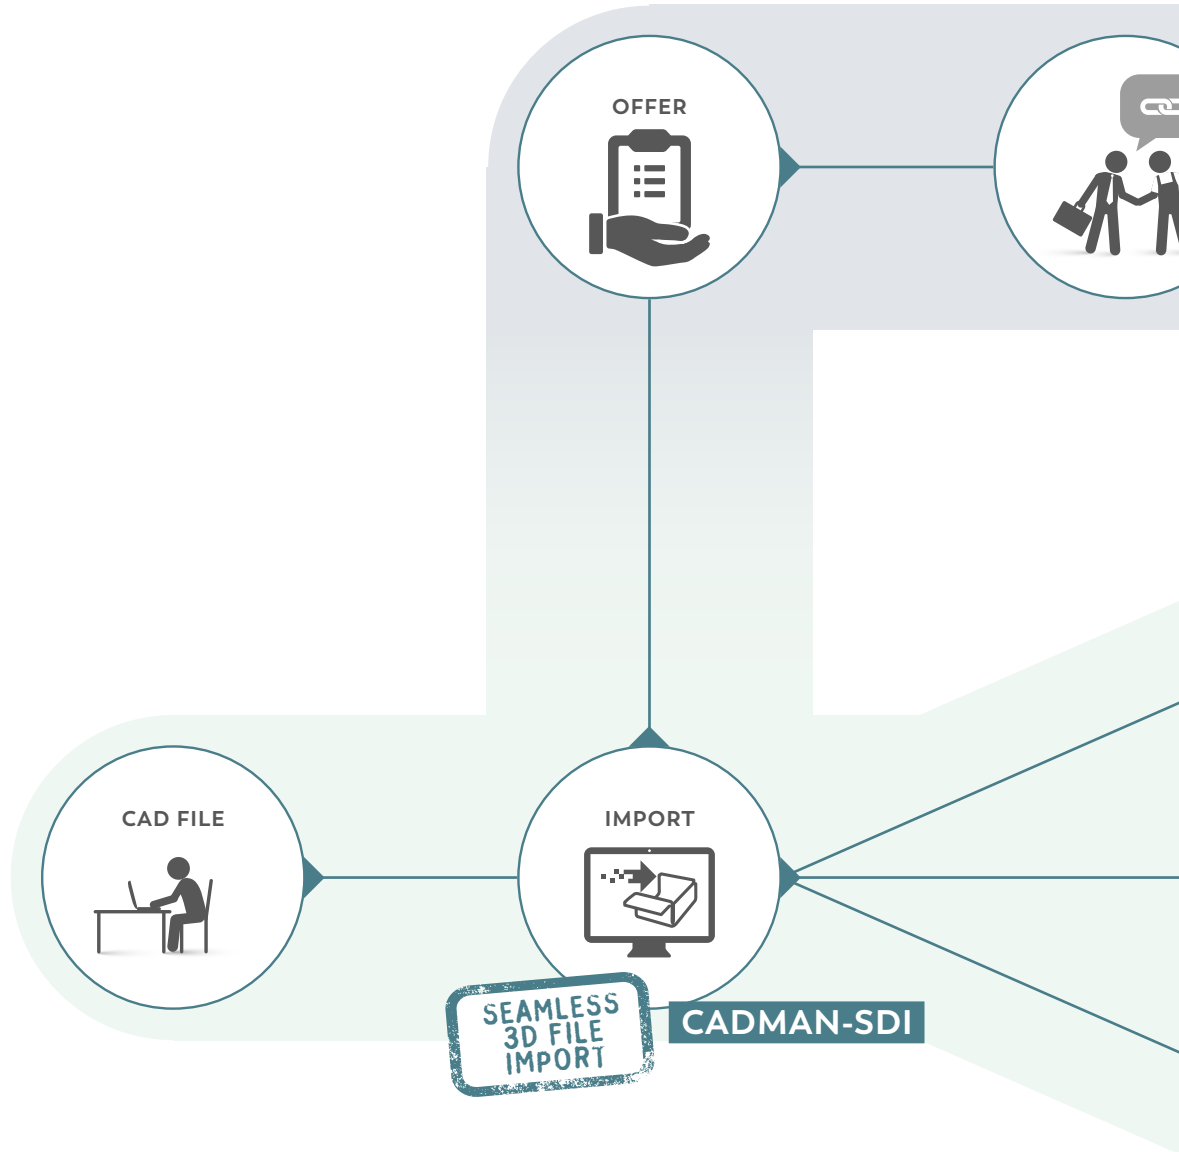 OFFER
CAD FILE
IMPORT
SEAMLESS
3D FILE
IMPORT
CADMAN-SDI